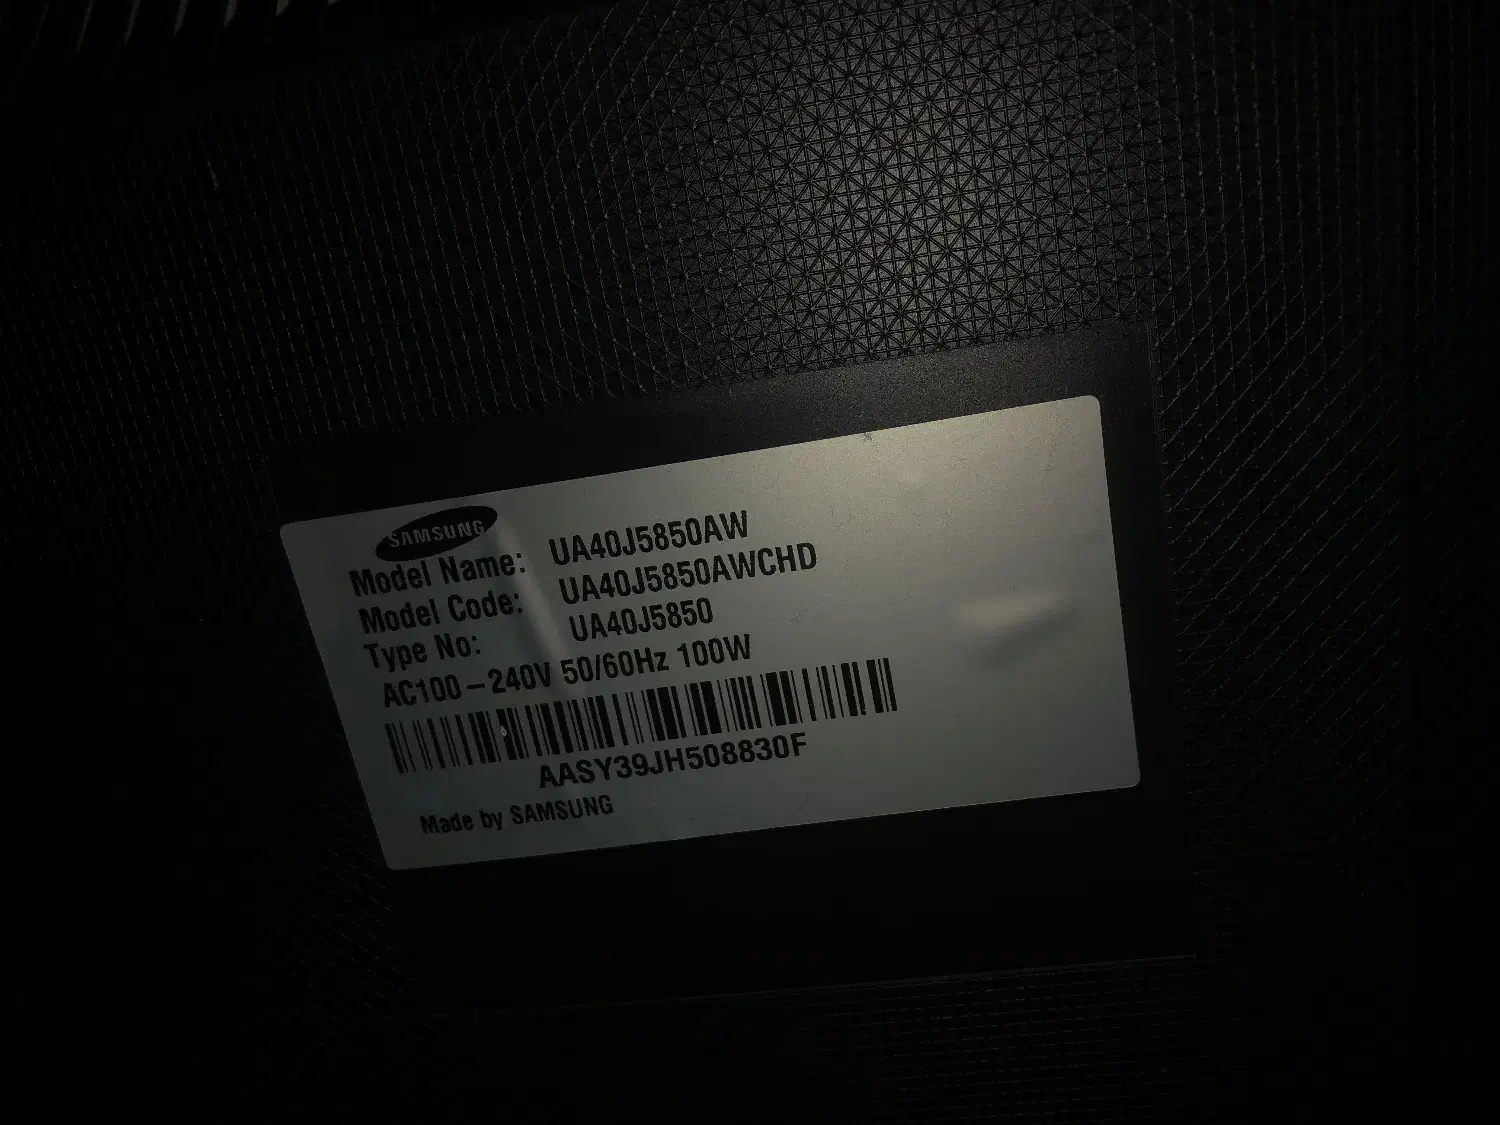 SAMSUNG
Model Name: UA40J5850AW
Model Code: UA40J5850AWCHD
Type No: UA40J5850
AC100-240V 50/60Hz 100W
AASY39JH508830F
Made by SAMSUNG